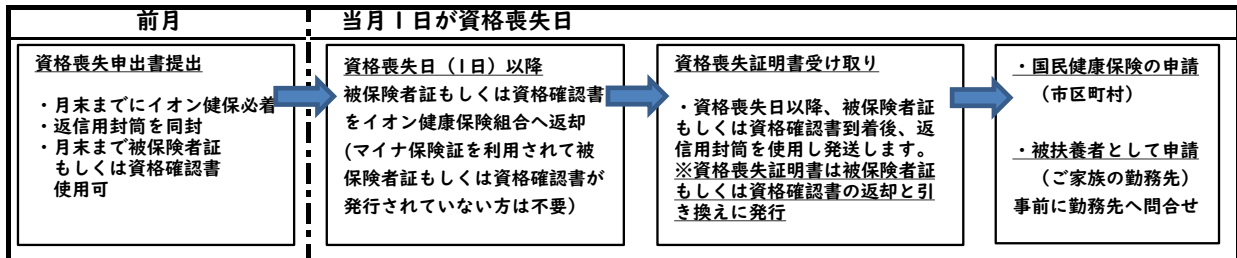 前月
当月1日が資格喪失日
資格喪失申出書提出
・月末までにイオン健保必着
・返信用封筒を同封
・月末まで被保険者証
もしくは資格確認書
使用可
資格喪失日（1日）以降
被保険者証もしくは資格確認書
をイオン健康保険組合へ返却
(マイナ保険証を利用されて被
保険者証もしくは資格確認書が
発行されていない方は不要）
資格喪失証明書受け取り
・資格喪失日以降、被保険者証
もしくは資格確認書到着後、返
信用封筒を使用し発送します。
※資格喪失証明書は被保険者証
もしくは資格確認書の返却と引
き換えに発行
・国民健康保険の申請
（市区町村）
・被扶養者として申請
（ご家族の勤務先）
事前に勤務先へ問合せ